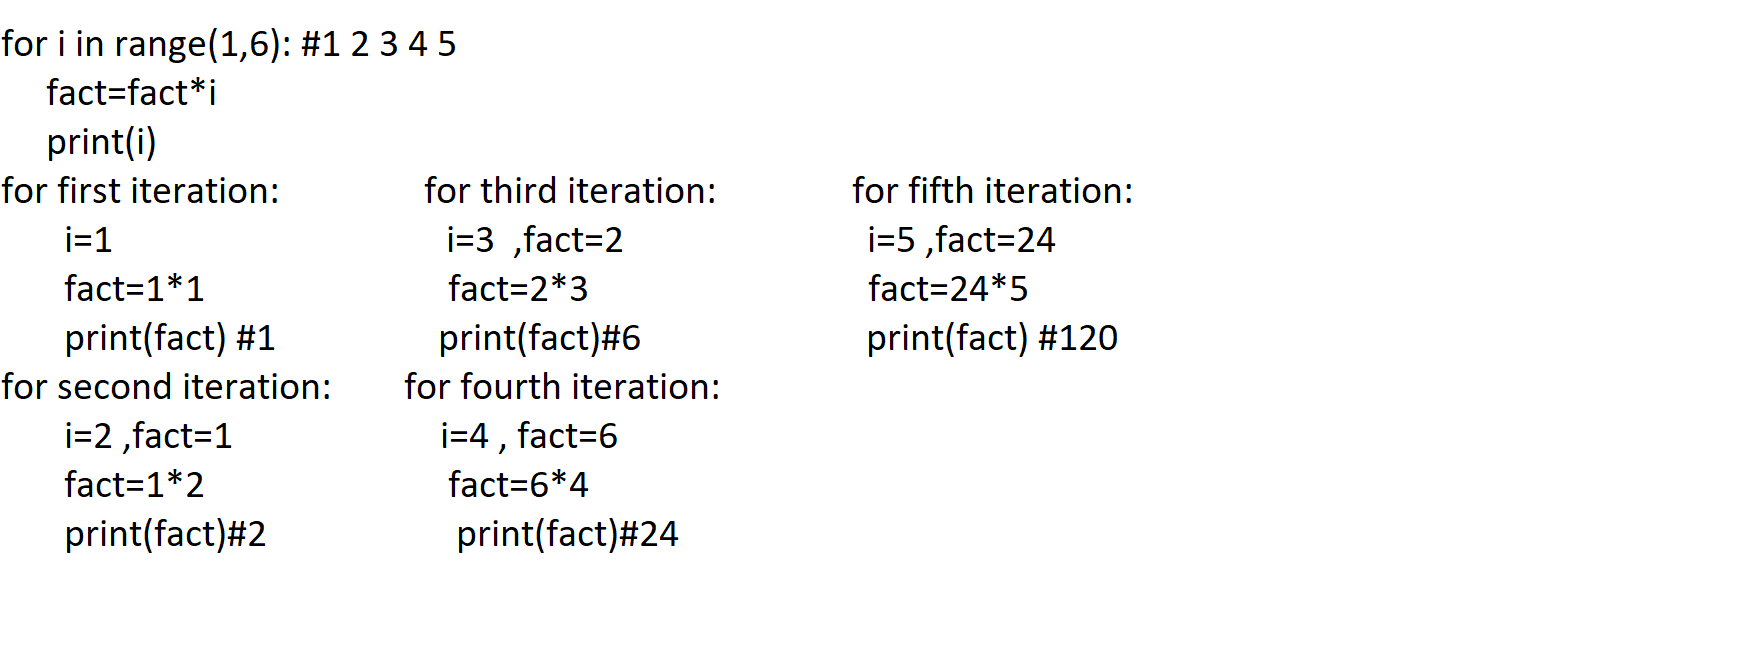 for i in range(1,6): #1 2 3 4 5
fact=fact*i
print(i)
for first iteration:
i=1
fact=1*1
print(fact) #1
for second iteration:
i=2 ,fact=1
fact=1*2
print(fact)#2
for third iteration:
i=3 ,fact=2
fact=2*3
print(fact)#6
for fourth iteration:
i=4 , fact=6
fact=6*4
print(fact)#24
for fifth iteration:
i=5 ,fact=24
fact=24*5
print(fact) #120